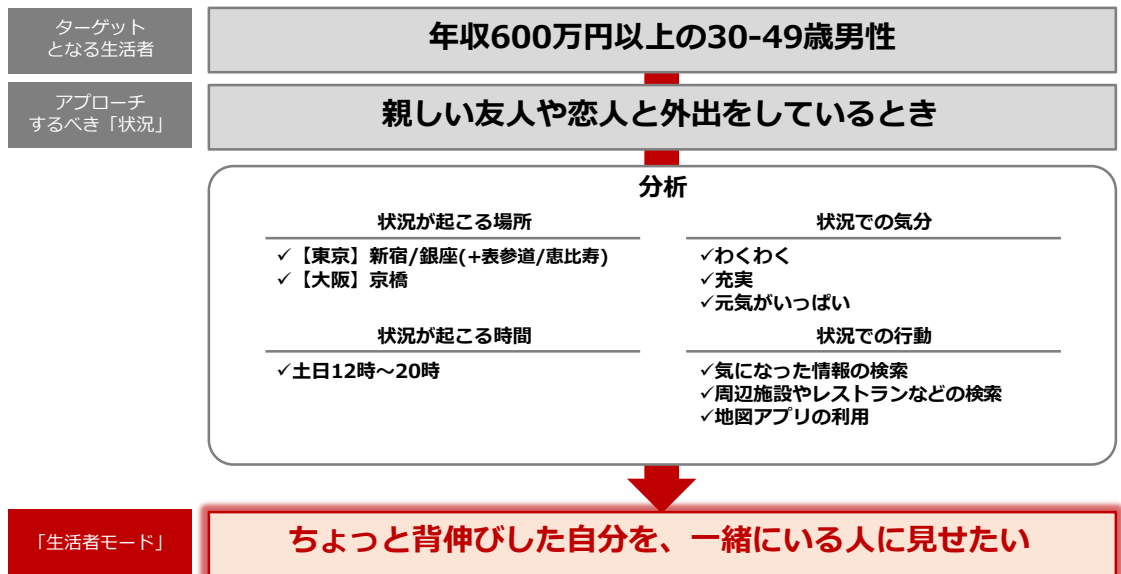 ターゲット
となる生活者
年収600万円以上の30-49歳男性
アプローチ
するべき「状況」
親しい友人や恋人と外出をしているとき
分析
状況が起こる場所
✓【東京】新宿/銀座(+表参道/恵比寿)
✓【大阪】京橋
状況での気分
✓わくわく
✓充実
✓元気がいっぱい
状況が起こる時間
✓土日12時～20時
状況での行動
✓気になった情報の検索
✓周辺施設やレストランなどの検索
✓地図アプリの利用
「生活者モード」
ちょっと背伸びした自分を、一緒にいる人に見せたい